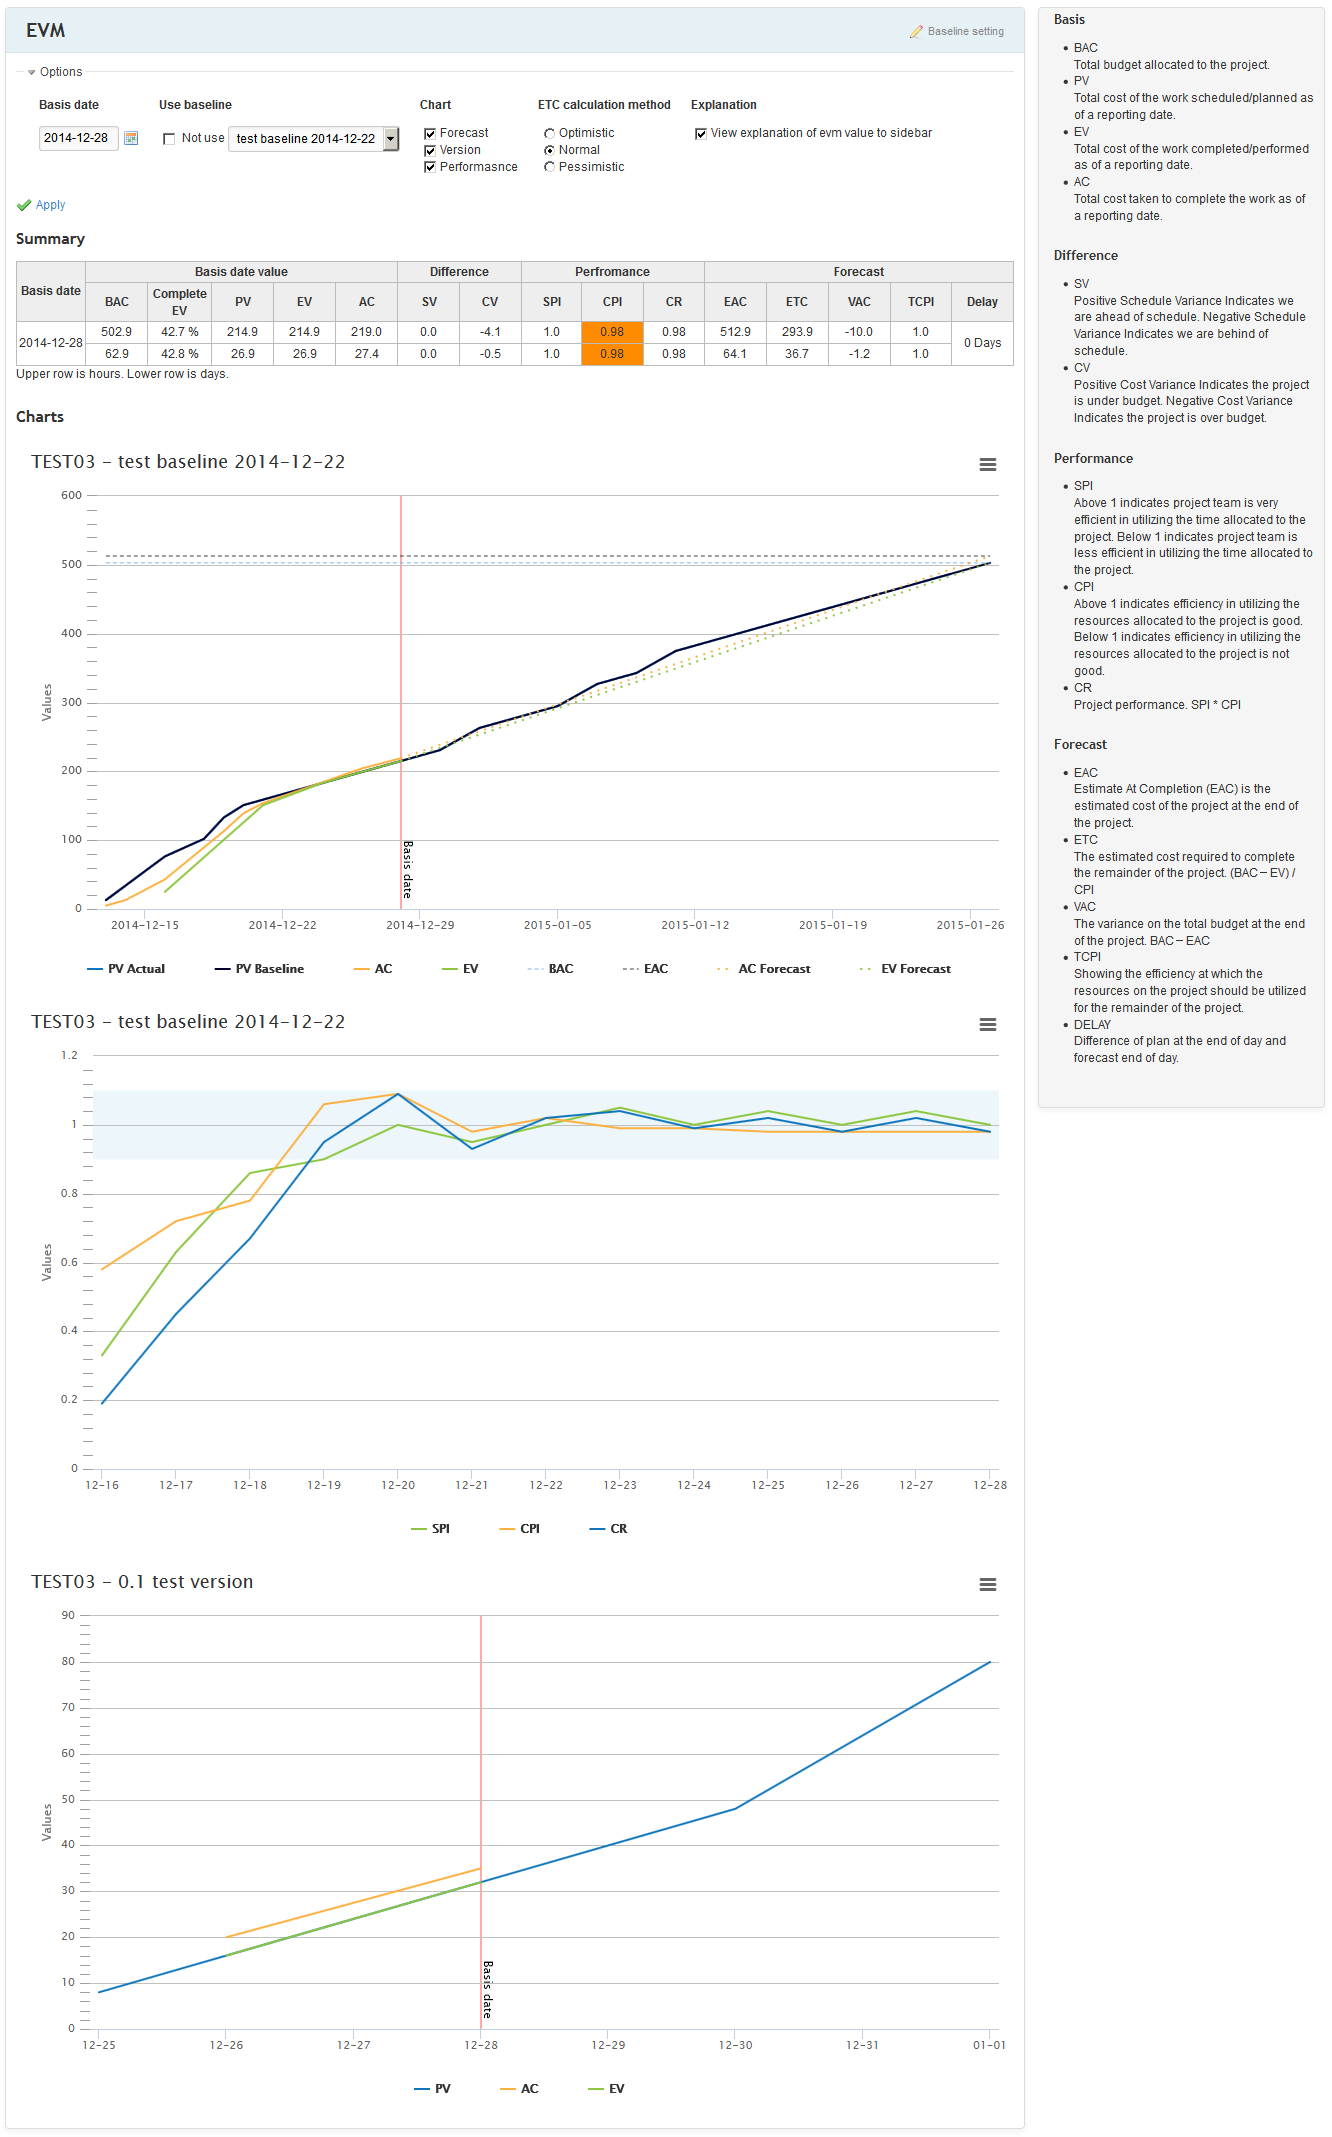 EVM
Baseline setting
Options
Basis date
Use baseline
Chart
ETC calculation method
Explanation
2014-12-28
Not use
test baseline 2014-12-22
Forecast
Version
Performasnce
Optimistic
Normal
Pessimistic
View explanation of evm value to sidebar
Apply
Summary
Basis date
Basis date value
Difference
Perfromance
Forecast
BAC
Complete
EV
PV
EV
AC
SV
CV
SPI
CPI
CR
EAC
ETC
VAC
TCPI
Delay
2014-12-28
502.9 42.7 % 214.9 214.9 219.0 0.0 -4.1 1.0 0.98 0.98 512.9 293.9 -10.0 1.0
0 Days
62.9 42.8 % 26.9 26.9 27.4 0.0 -0.5 1.0 0.98 0.98 64.1 36.7 -1.2 1.0
Upper row is hours. Lower row is days.
Charts
TEST03 - test baseline 2014-12-22
600
500
400
300
200
100
0
Values
Basis date
2014-12-15 2014-12-22 2014-12-29 2015-01-05 2015-01-12 2015-01-19 2015-01-26
PV Actual PV Baseline AC EV BAC EAC AC Forecast EV Forecast
TEST03 - test baseline 2014-12-22
1.2
1
0.8
0.6
0.4
0.2
0
Values
12-16 12-17 12-18 12-19 12-20 12-21 12-22 12-23 12-24 12-25 12-26 12-27 12-28
SPI CPI CR
TEST03 - 0.1 test version
90
80
70
60
50
40
30
20
10
0
Values
Basis date
12-25 12-26 12-27 12-28 12-29 12-30 12-31 01-01
PV AC EV
Basis
BAC
Total budget allocated to the project.
PV
Total cost of the work scheduled/planned as
of a reporting date.
EV
Total cost of the work completed/performed
as of a reporting date.
AC
Total cost taken to complete the work as of
a reporting date.
Difference
SV
Positive Schedule Variance Indicates we
are ahead of schedule. Negative Schedule
Variance Indicates we are behind of
schedule.
CV
Positive Cost Variance Indicates the project
is under budget. Negative Cost Variance
Indicates the project is over budget.
Performance
SPI
Above 1 indicates project team is very
efficient in utilizing the time allocated to the
project. Below 1 indicates project team is
less efficient in utilizing the time allocated to
the project.
CPI
Above 1 indicates efficiency in utilizing the
resources allocated to the project is good.
Below 1 indicates efficiency in utilizing the
resources allocated to the project is not
good.
CR
Project performance. SPI * CPI
Forecast
EAC
Estimate At Completion (EAC) is the
estimated cost of the project at the end of
the project.
ETC
The estimated cost required to complete
the remainder of the project. (BAC – EV) /
CPI
VAC
The variance on the total budget at the end
of the project. BAC – EAC
TCPI
Showing the efficiency at which the
resources on the project should be utilized
for the remainder of the project.
DELAY
Difference of plan at the end of day and
forecast end of day.